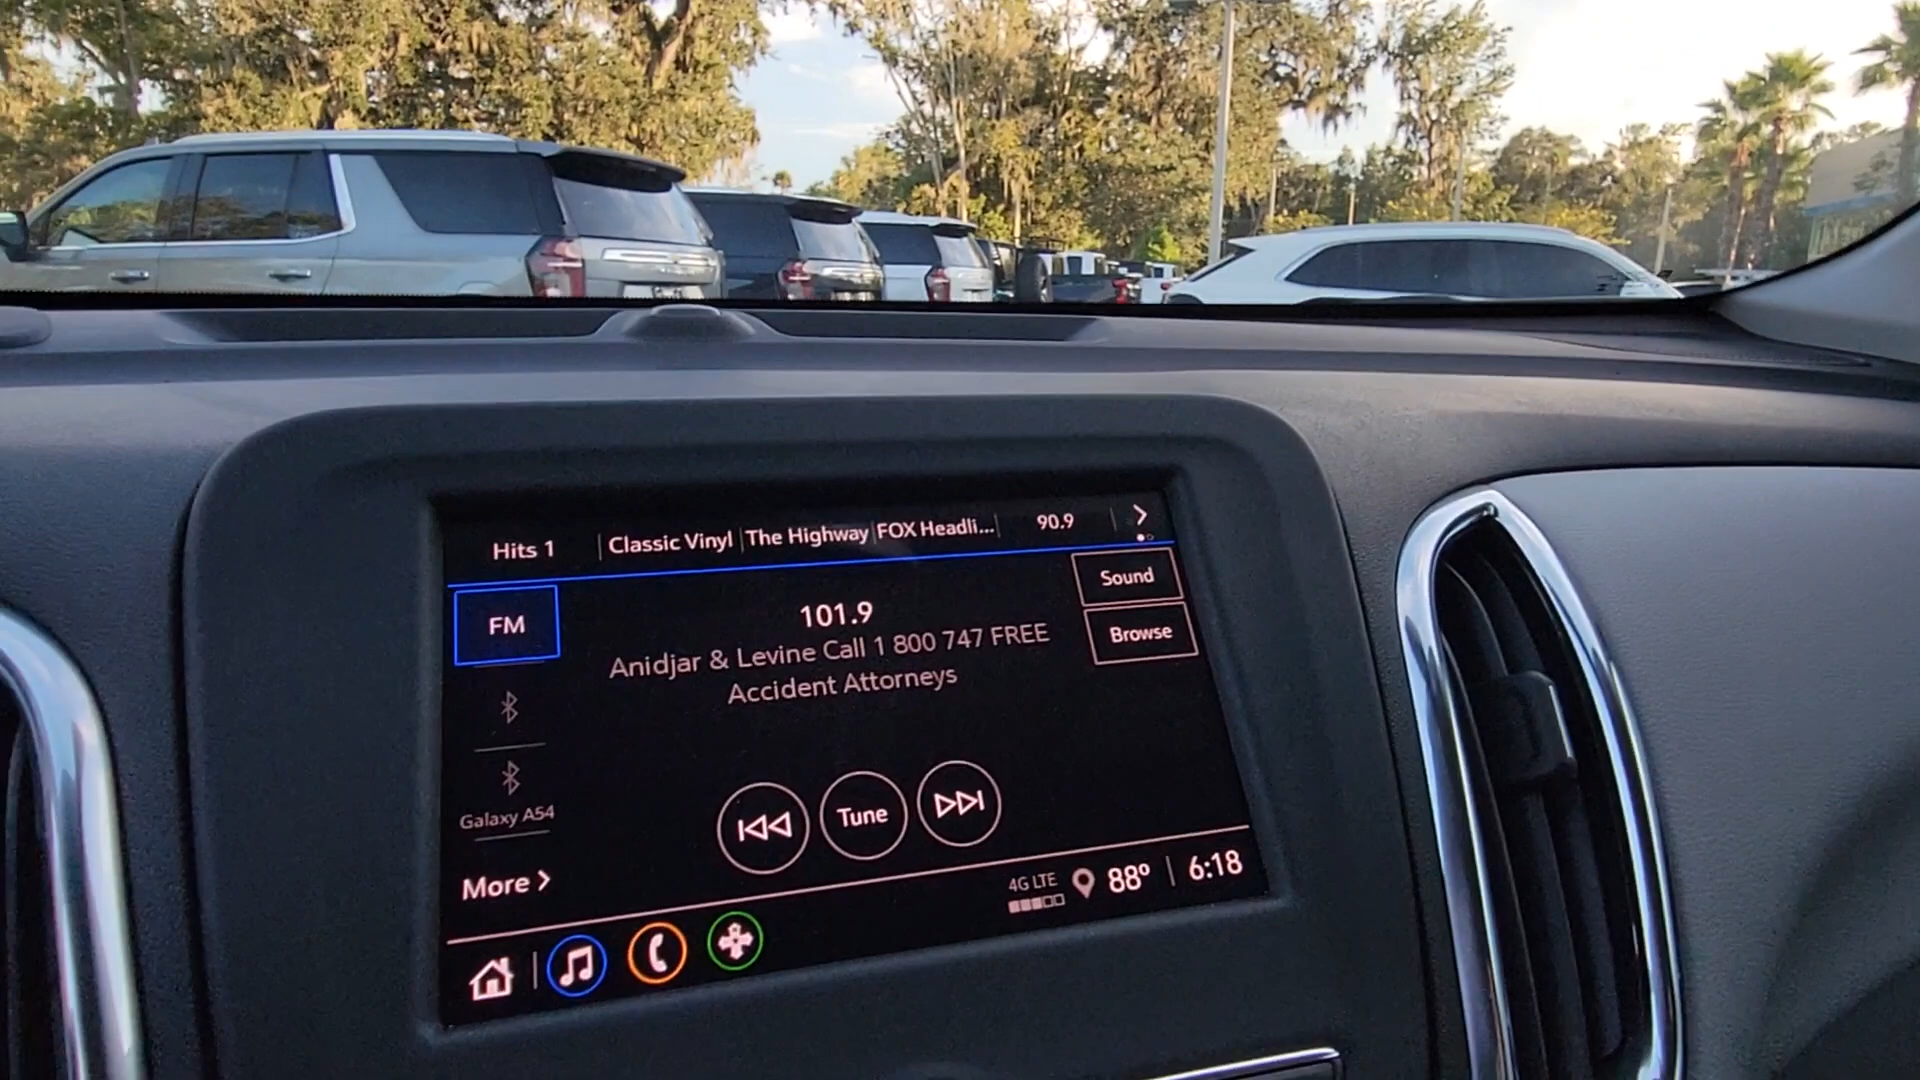 Hits 1
Classic Vinyl
The Highway
FOX Headli...
90.9
FM
101.9
Sound
Anidjar & Levine Call 1 800 747 FREE
Accident Attorneys
Browse
Galaxy A54
Tune
More
4G LTE
88°
6:18